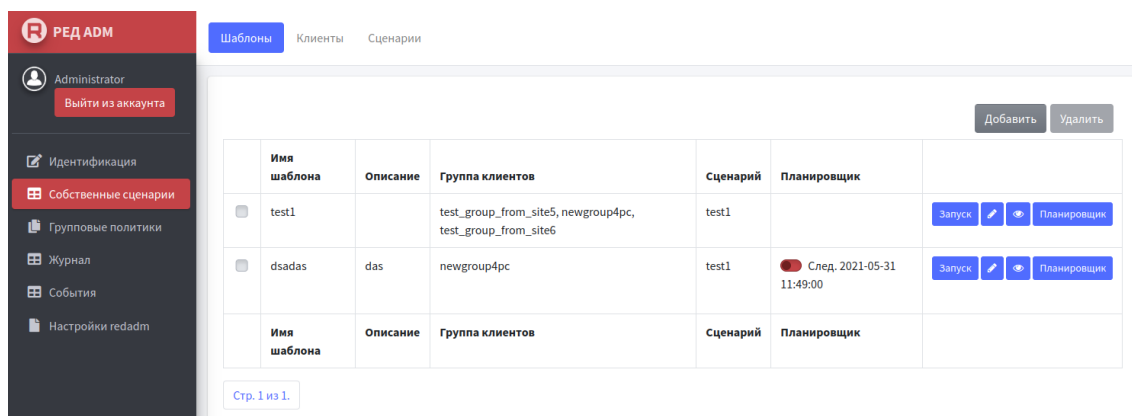 РЕД ADM
Шаблоны Клиенты Сценарии
Administrator
Выйти из аккаунта
Идентификация
Собственные сценарии
Групповые политики
Журнал
События
Настройки redadm
Добавить Удалить
Имя шаблона Описание Группа клиентов Сценарий Планировщик
test1 test_group_from_site5, newgroup4pc, test1 Запуск Планировщик
test_group_from_site6
dsadas das newgroup4pc test1 След. 2021-05-31 Запуск Планировщик
11:49:00
Имя шаблона Описание Группа клиентов Сценарий Планировщик
Стр. 1 из 1.